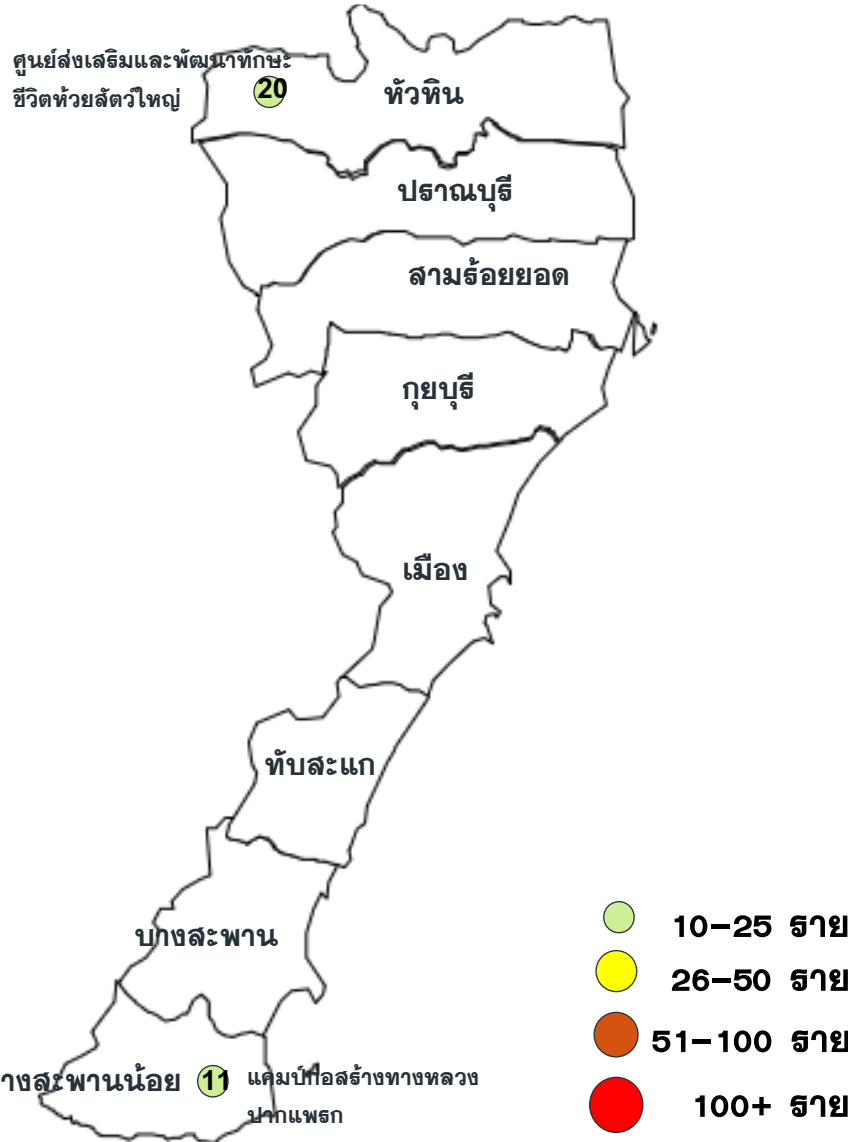 ศูนย์ส่งเสริมและพัฒนาทักษะ
ชีวิตห้วยสัตว์ใหญ่
20
หัวหิน
ปราณบุรี
สามร้อยยอด
กุยบุรี
เมือง
ทับสะแก
บางสะพาน
างสะพานน้อย
11
แคมป์ก่อสร้างทางหลวง
ปากแพรก
10-25 ราย
26-50 ราย
51-100 ราย
100+ ราย